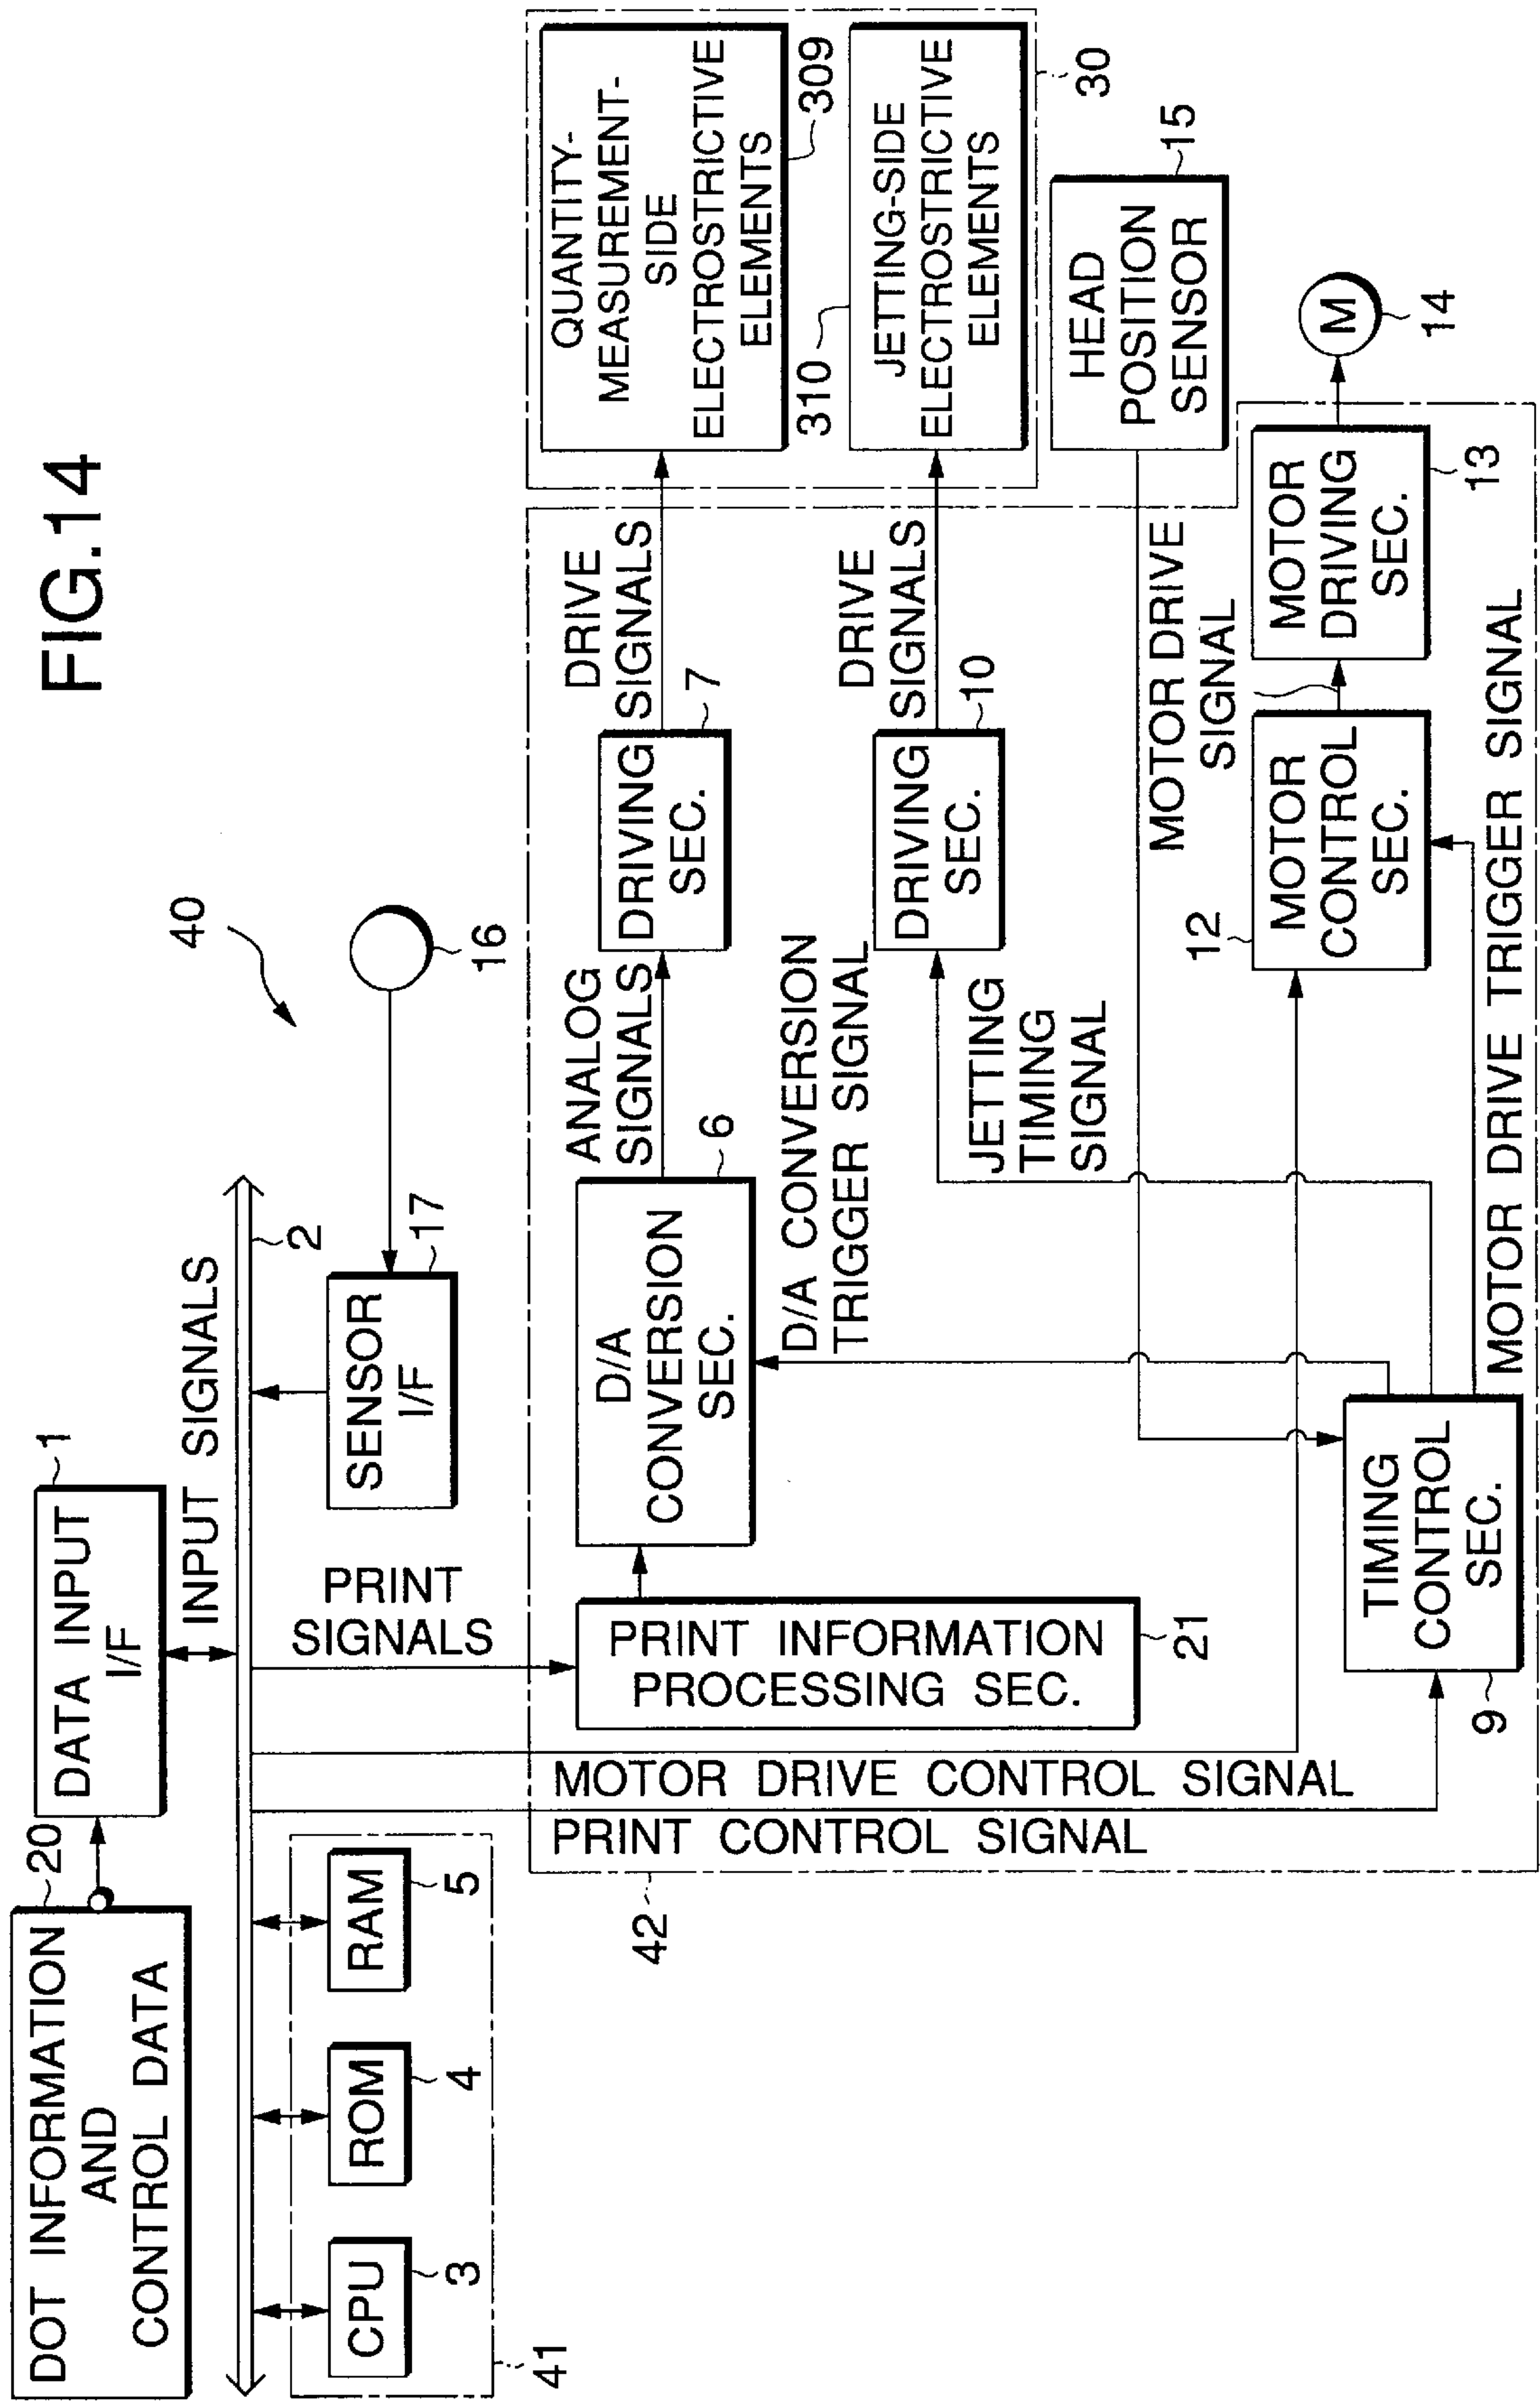 FIG.14
40
DOT INFORMATION
AND
CONTROL DATA
20
DATA INPUT
I/F
1
INPUT SIGNALS
2
CPU
3
ROM
4
RAM
5
41
PRINT
SIGNALS
SENSOR
I/F
17
16
42
PRINT INFORMATION
PROCESSING SEC.
21
D/A
CONVERSION
SEC.
6
ANALOG
SIGNALS
DRIVING
SEC.
7
DRIVE
SIGNALS
QUANTITY-
MEASUREMENT-
SIDE
ELECTROSTRICTIVE
ELEMENTS
309
D/A CONVERSION
TRIGGER SIGNAL
DRIVING
SEC.
10
DRIVE
SIGNALS
310
JETTING-SIDE
ELECTROSTRICTIVE
ELEMENTS
30
JETTING
TIMING
SIGNAL
HEAD
POSITION
SENSOR
15
MOTOR DRIVE
SIGNAL
MOTOR DRIVE CONTROL SIGNAL
PRINT CONTROL SIGNAL
TIMING
CONTROL
SEC.
9
12
MOTOR
CONTROL
SEC.
MOTOR
DRIVING
SEC.
13
M
14
MOTOR DRIVE TRIGGER SIGNAL